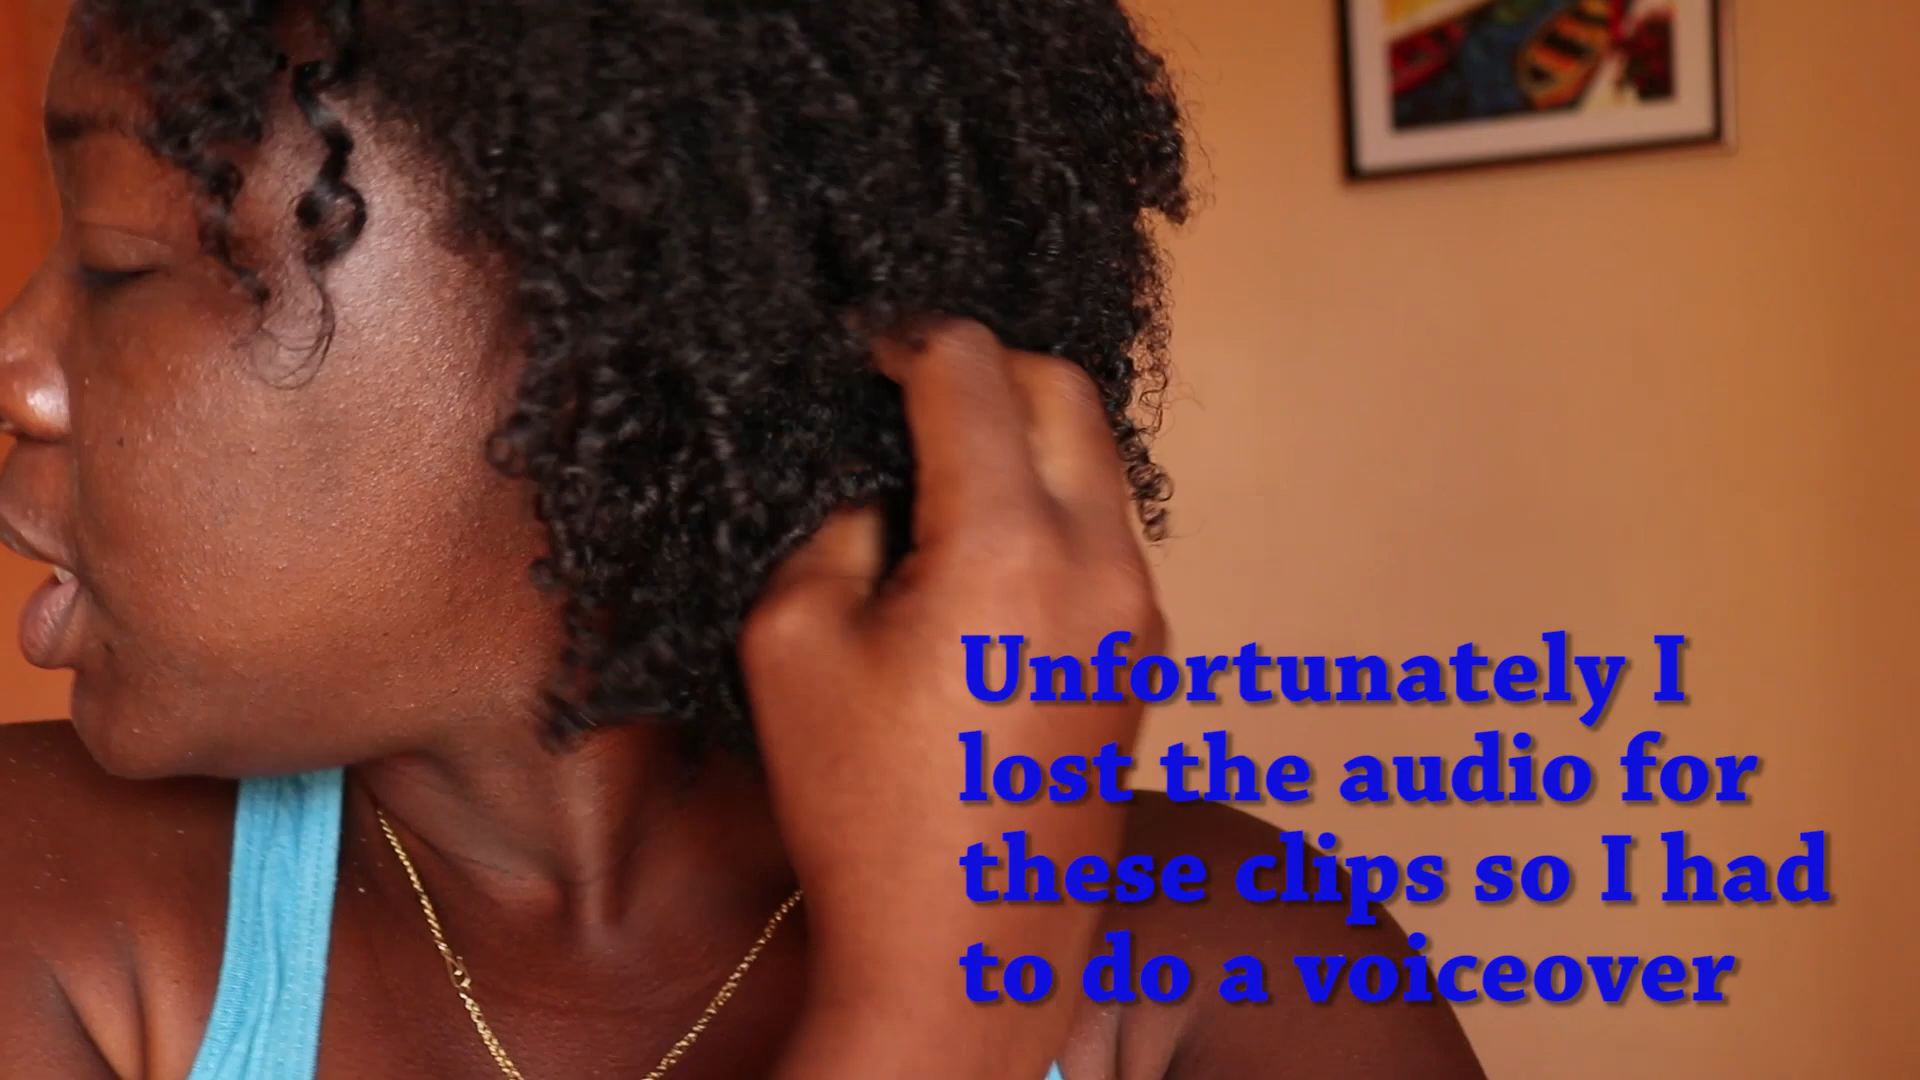 Unfortunately I
lost the audio for
these clips so I had
to do a voiceover